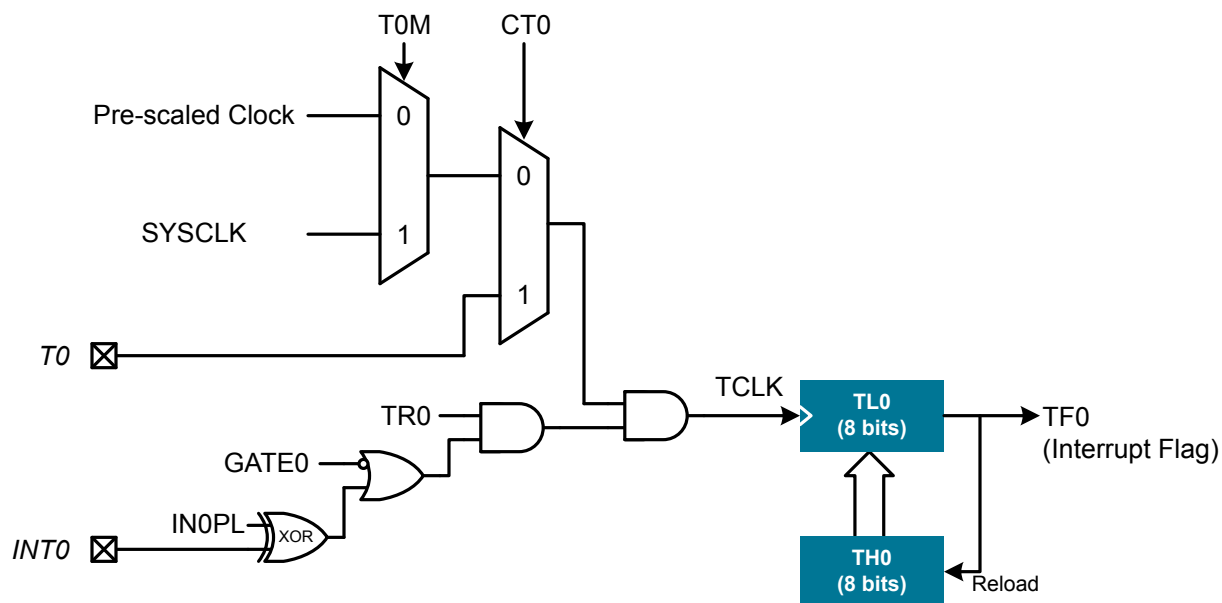 T0M
CT0
Pre-scaled Clock
0
0
SYSCLK
1
1
T0
TCLK
TL0
(8 bits)
TF0
(Interrupt Flag)
TR0
GATE0
IN0PL
XOR
INT0
TH0
(8 bits)
Reload